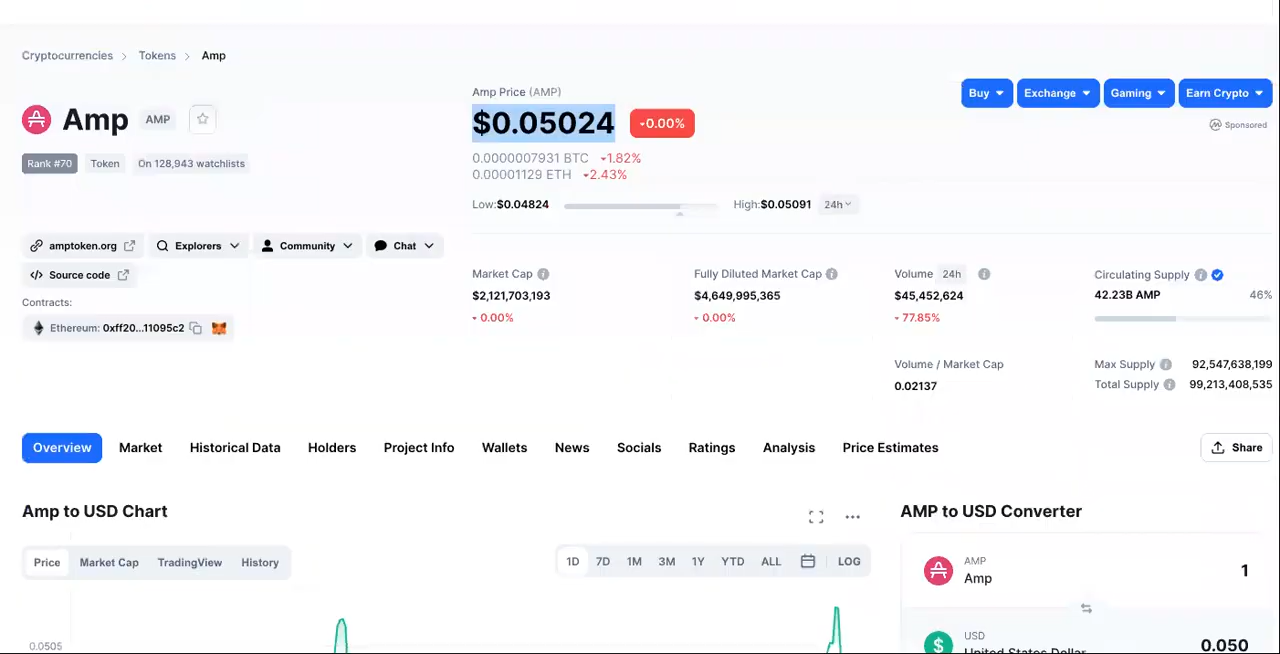 Cryptocurrencies > Tokens > Amp
Amp AMP
Rank #70 Token On 128,943 watchlists
amptoken.org Explorers Community Chat
Source code
Contracts:
Ethereum: 0xff20...11095c2
Amp Price (AMP)
$0.05024 0.00%
0.0000007931 BTC 1.82%
0.00001129 ETH 2.43%
Low:$0.04824 High:$0.05091 24h
Buy Exchange Gaming Earn Crypto
Sponsored
Market Cap
$2,121,703,193
0.00%
Fully Diluted Market Cap
$4,649,995,365
0.00%
Volume 24h
$45,452,624
77.85%
Volume / Market Cap
0.02137
Circulating Supply
42.23B AMP 46%
Max Supply 92,547,638,199
Total Supply 99,213,408,535
Overview Market Historical Data Holders Project Info Wallets News Socials Ratings Analysis Price Estimates Share
Amp to USD Chart
Price Market Cap TradingView History 1D 7D 1M 3M 1Y YTD ALL LOG
0.0505
AMP to USD Converter
AMP
Amp 1
USD
United States Dollar 0.050